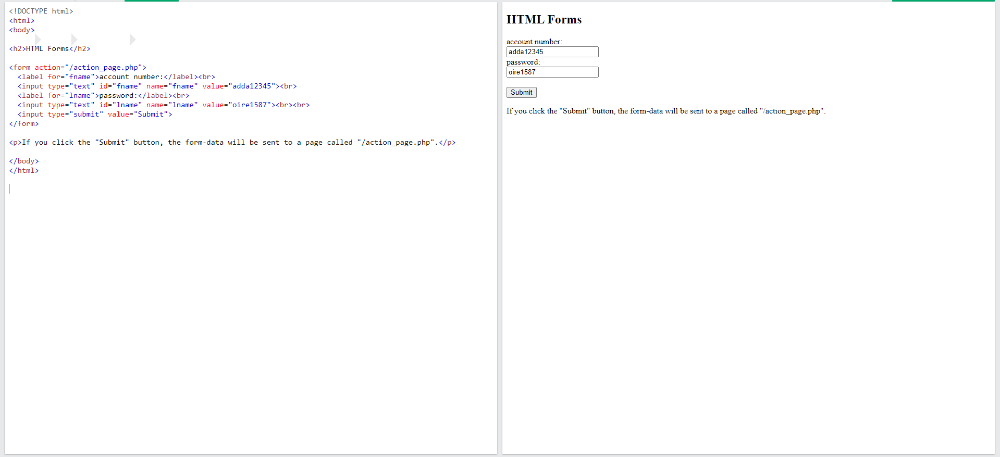 <!DOCTYPE html>
<html>
<body>
<h2>HTML Forms</h2>
<form action="/action_page.php">
<label for="fname">account number:</label><br>
<input type="text" id="fname" name="fname" value="adda12345"><br>
<label for="lname">password:</label><br>
<input type="text" id="lname" name="lname" value="oire1587"><br><br>
<input type="submit" value="Submit">
</form>
<p>If you click the "Submit" button, the form-data will be sent to a page called "/action_page.php".</p>
</body>
</html>
HTML Forms
account number:
adda12345
password:
oire1587
Submit
If you click the "Submit" button, the form-data will be sent to a page called "/action_page.php".